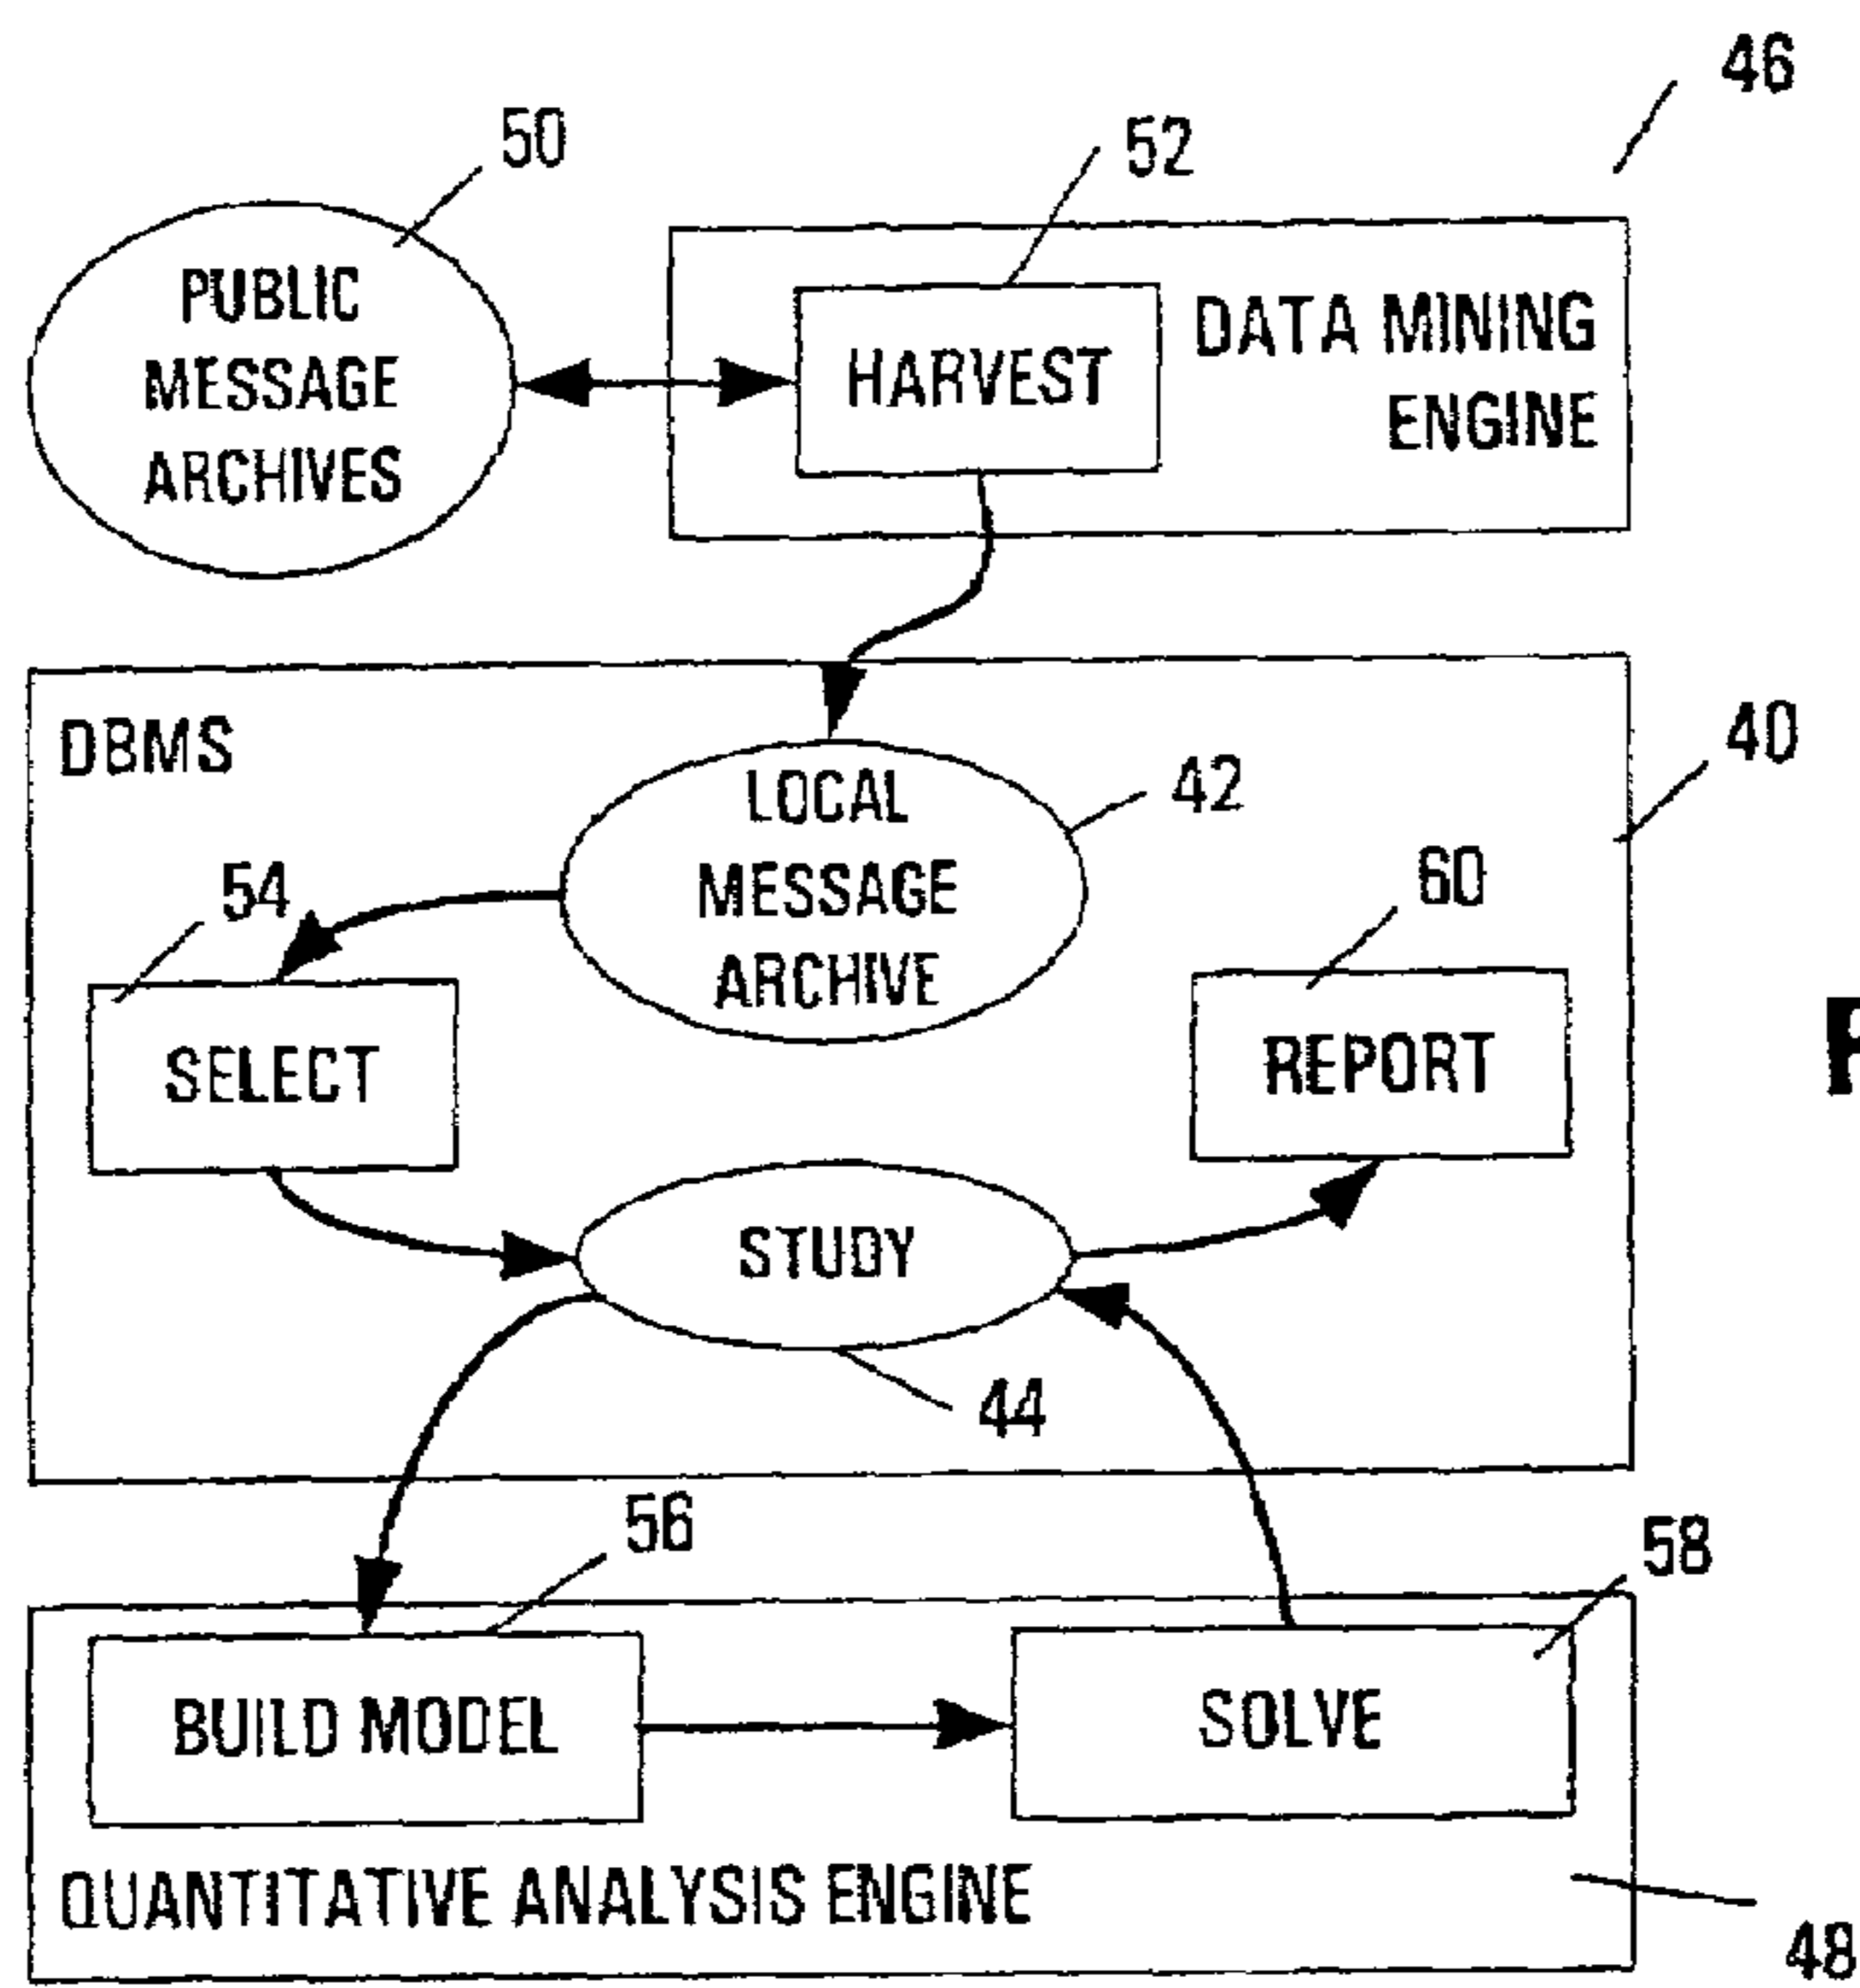 46
50
52
PUBLIC
MESSAGE
ARCHIVES
HARVEST
DATA MINING
ENGINE
DBMS
40
LOCAL
MESSAGE
ARCHIVE
42
54
60
SELECT
REPORT
STUDY
44
56
58
BUILD MODEL
SOLVE
QUANTITATIVE ANALYSIS ENGINE
48